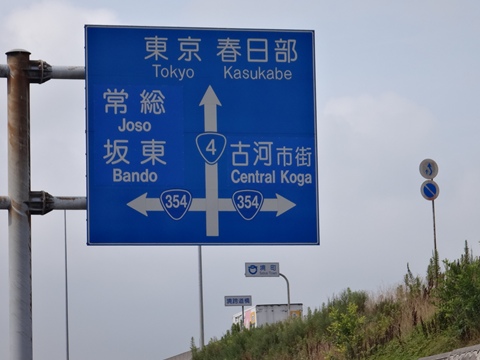 東京 春日部
Tokyo Kasukabe
常総
Joso
坂東
Bando
4
古河市街
Central Koga
354
354